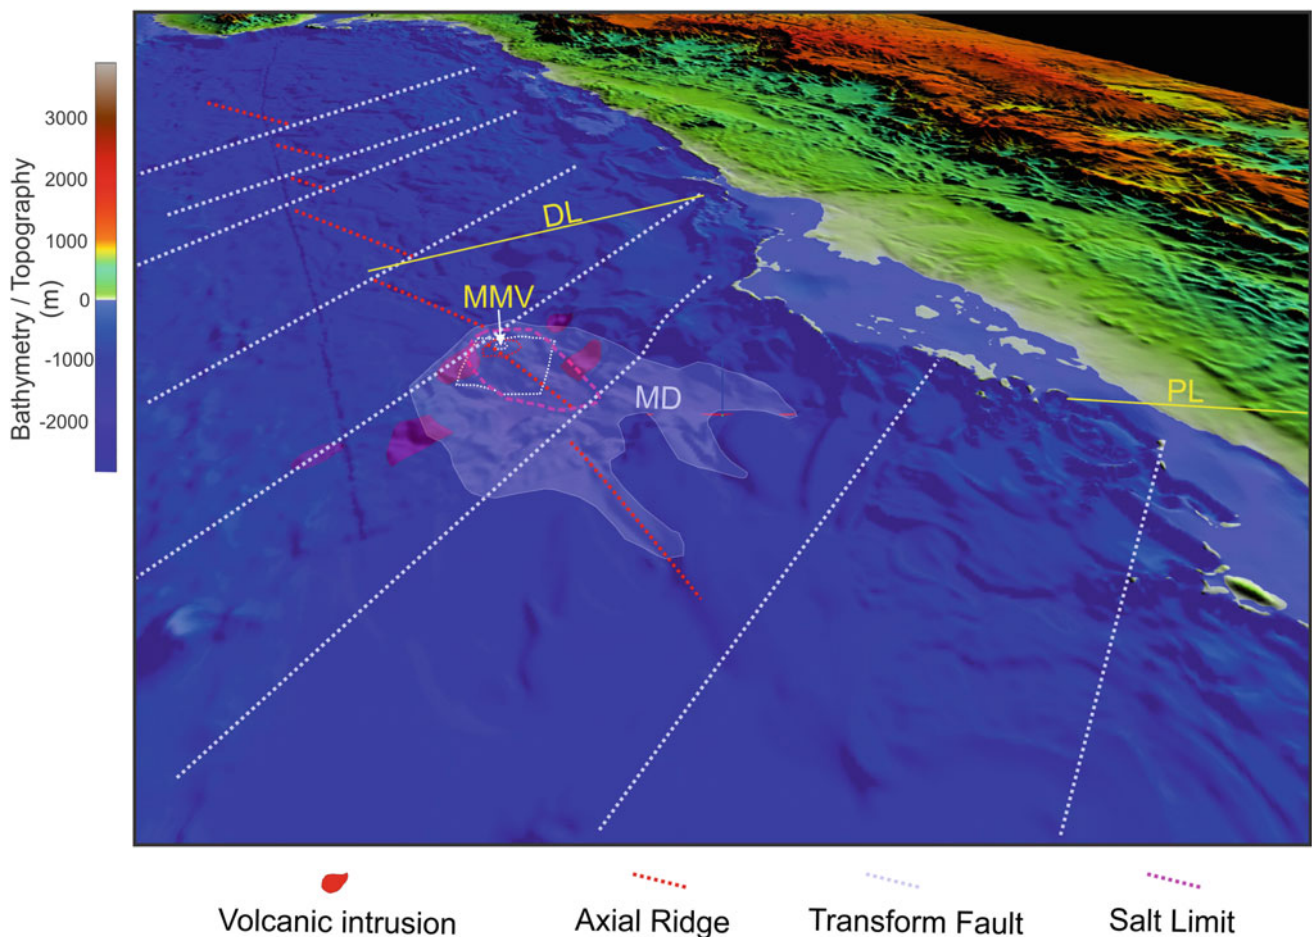 Bathymetry / Topography
(m)
3000
2000
1000
0
-1000
-2000
DL
MMV
MD
PL
Volcanic intrusion
Axial Ridge
Transform Fault
Salt Limit